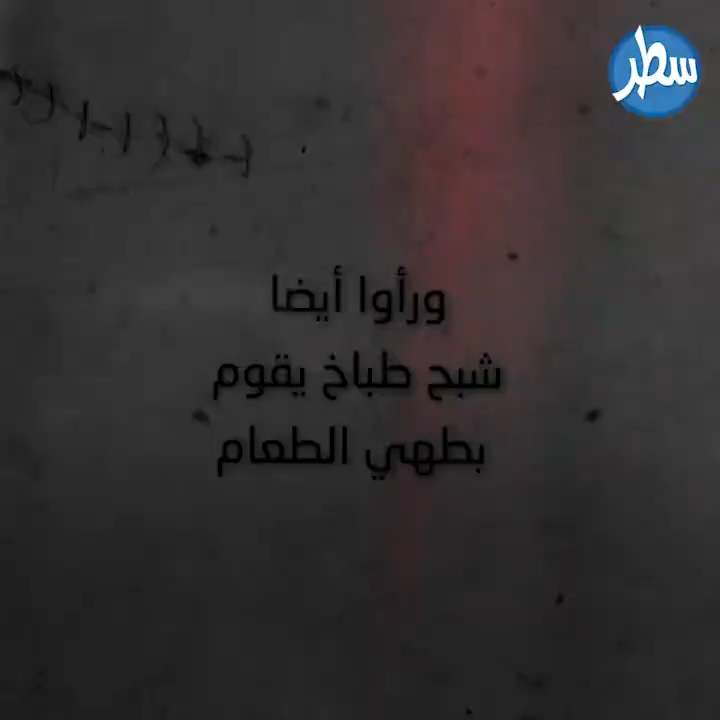 سطر
ورأوا أيضا
شبح طباخ يقوم
بطهي الطعام